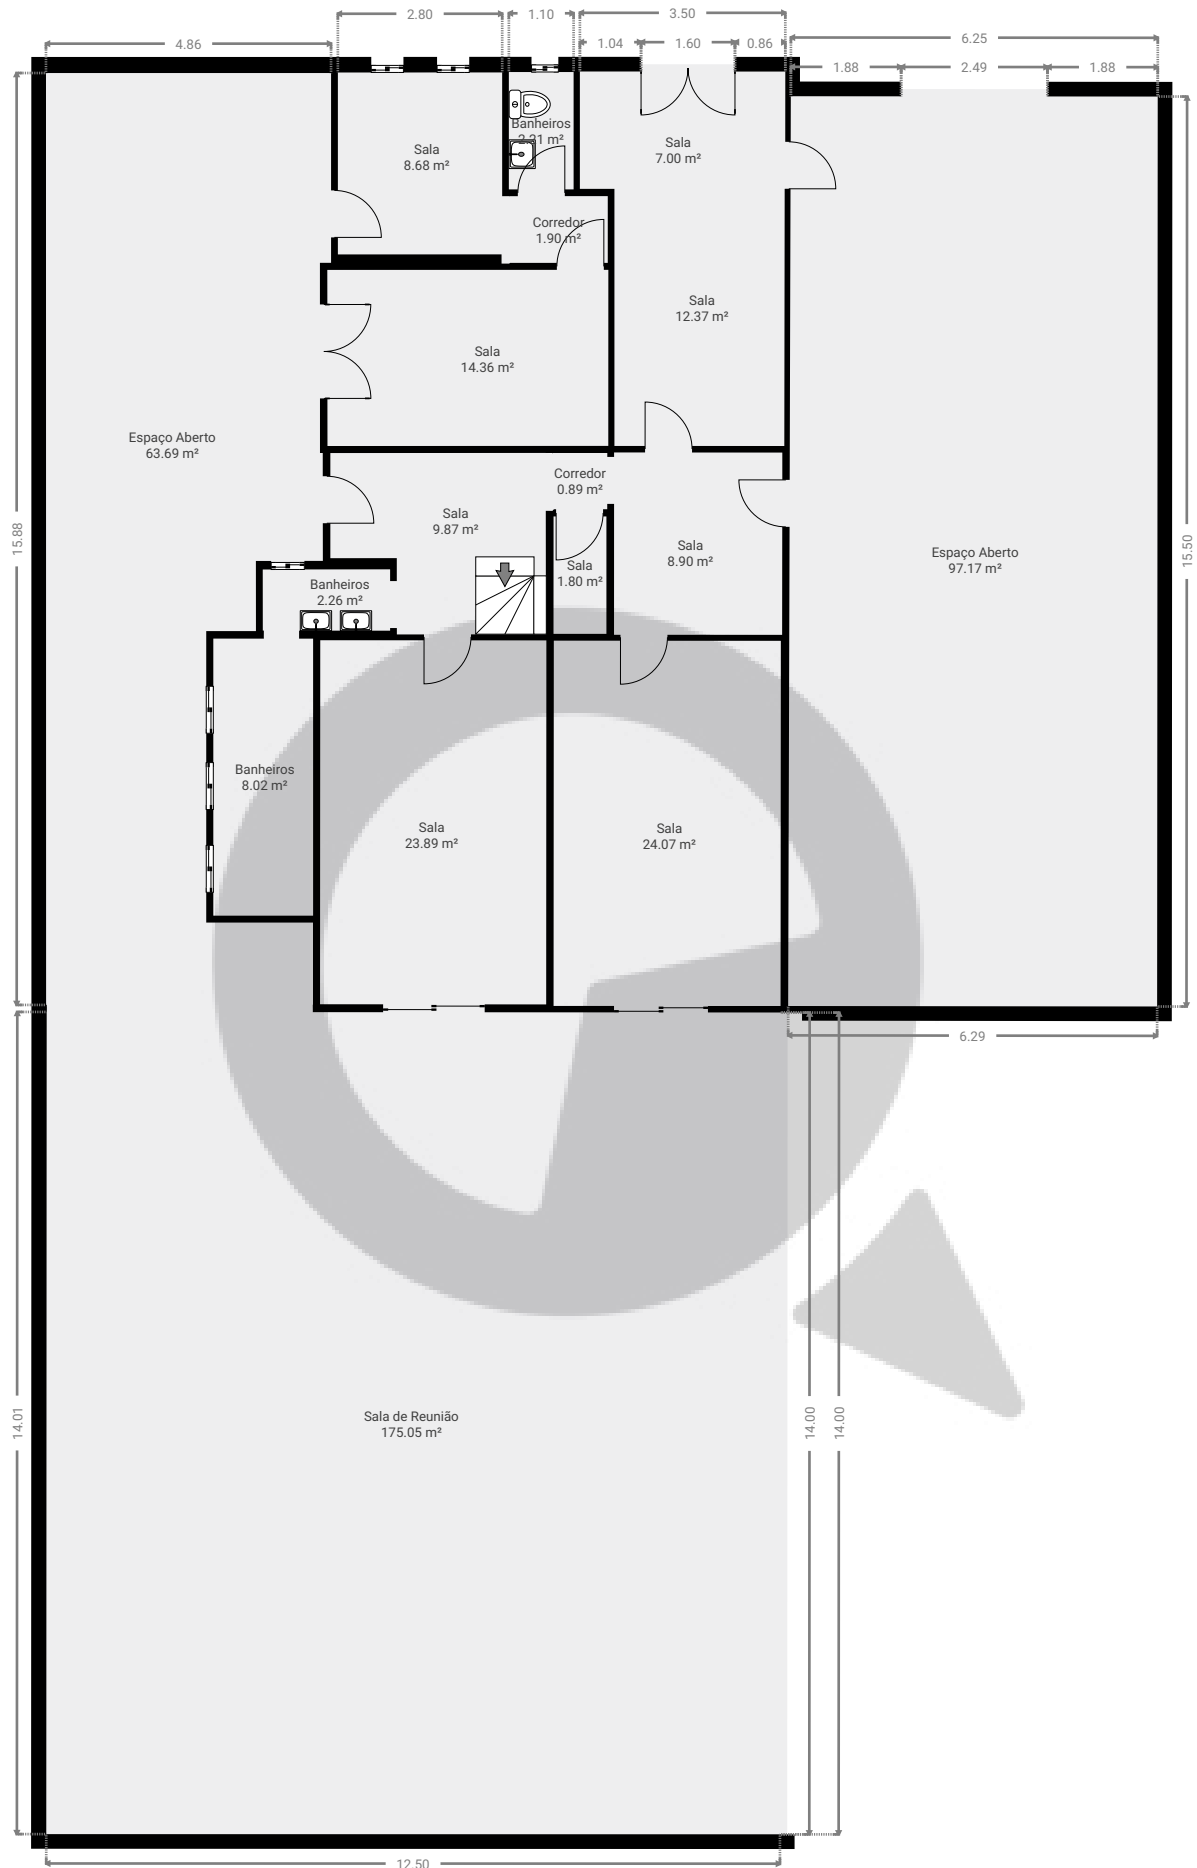 2.80
1.10
3.50
4.86
1.04
1.60
0.86
6.25
1.88
2.49
1.88
Banheiros
2.21 m²
Sala
8.68 m²
Sala
7.00 m²
Corredor
1.90 m²
Sala
12.37 m²
Sala
14.36 m²
Espaço Aberto
63.69 m²
Corredor
0.89 m²
Sala
9.87 m²
15.88
Sala
8.90 m²
Espaço Aberto
97.17 m²
15.50
Sala
1.80 m²
Banheiros
2.26 m²
Banheiros
8.02 m²
Sala
23.89 m²
Sala
24.07 m²
6.29
Sala de Reunião
175.05 m²
14.01
14.00
14.00
12.50